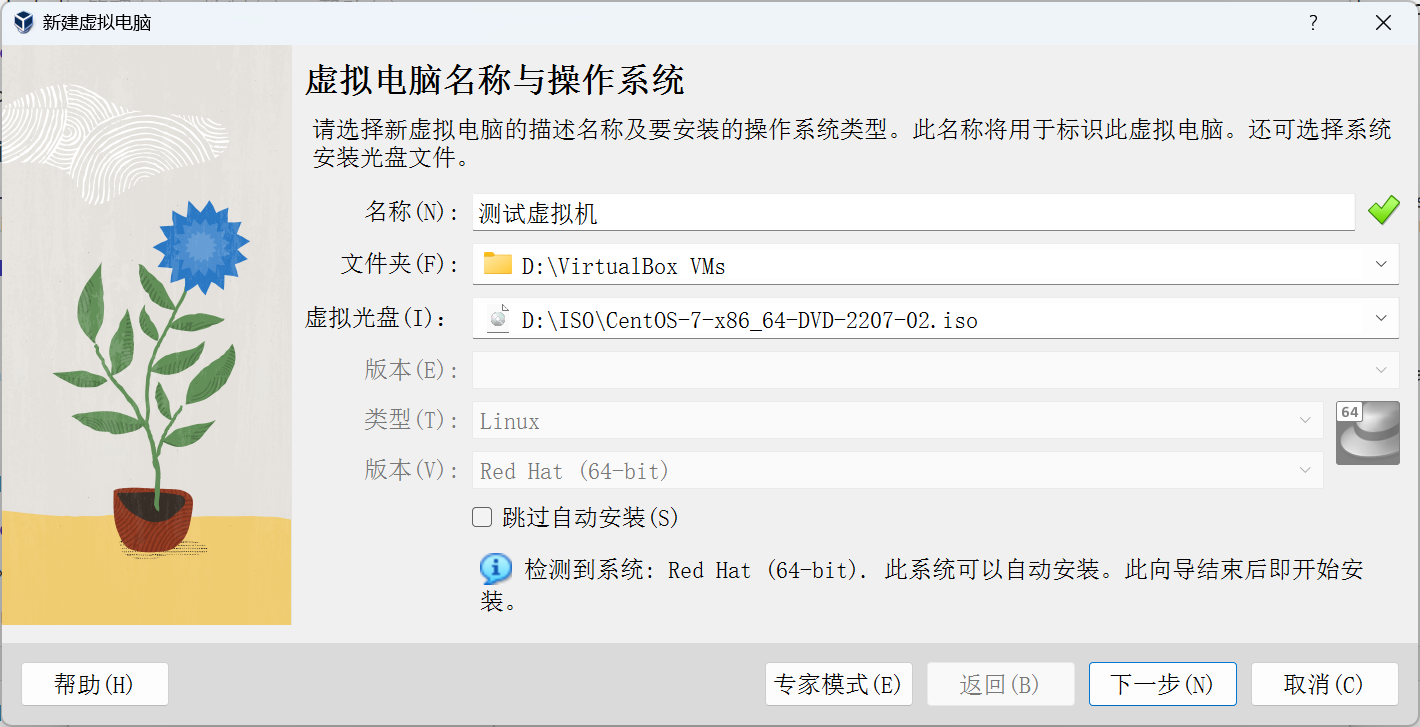 新建虚拟电脑
虚拟电脑名称与操作系统
请选择新虚拟电脑的描述名称及要安装的操作系统类型。此名称将用于标识此虚拟电脑。还可选择系统
安装光盘文件。
名称(N): 测试虚拟机
文件夹(F): D:\VirtualBox VMs
虚拟光盘(I): D:\ISO\CentOS-7-x86_64-DVD-2207-02.iso
版本(E):
类型(T): Linux
64
版本(V): Red Hat (64-bit)
跳过自动安装(S)
检测到系统: Red Hat (64-bit). 此系统可以自动安装。此向导结束后即开始安
装。
帮助(H) 专家模式(E) 返回(B) 下一步(N) 取消(C)